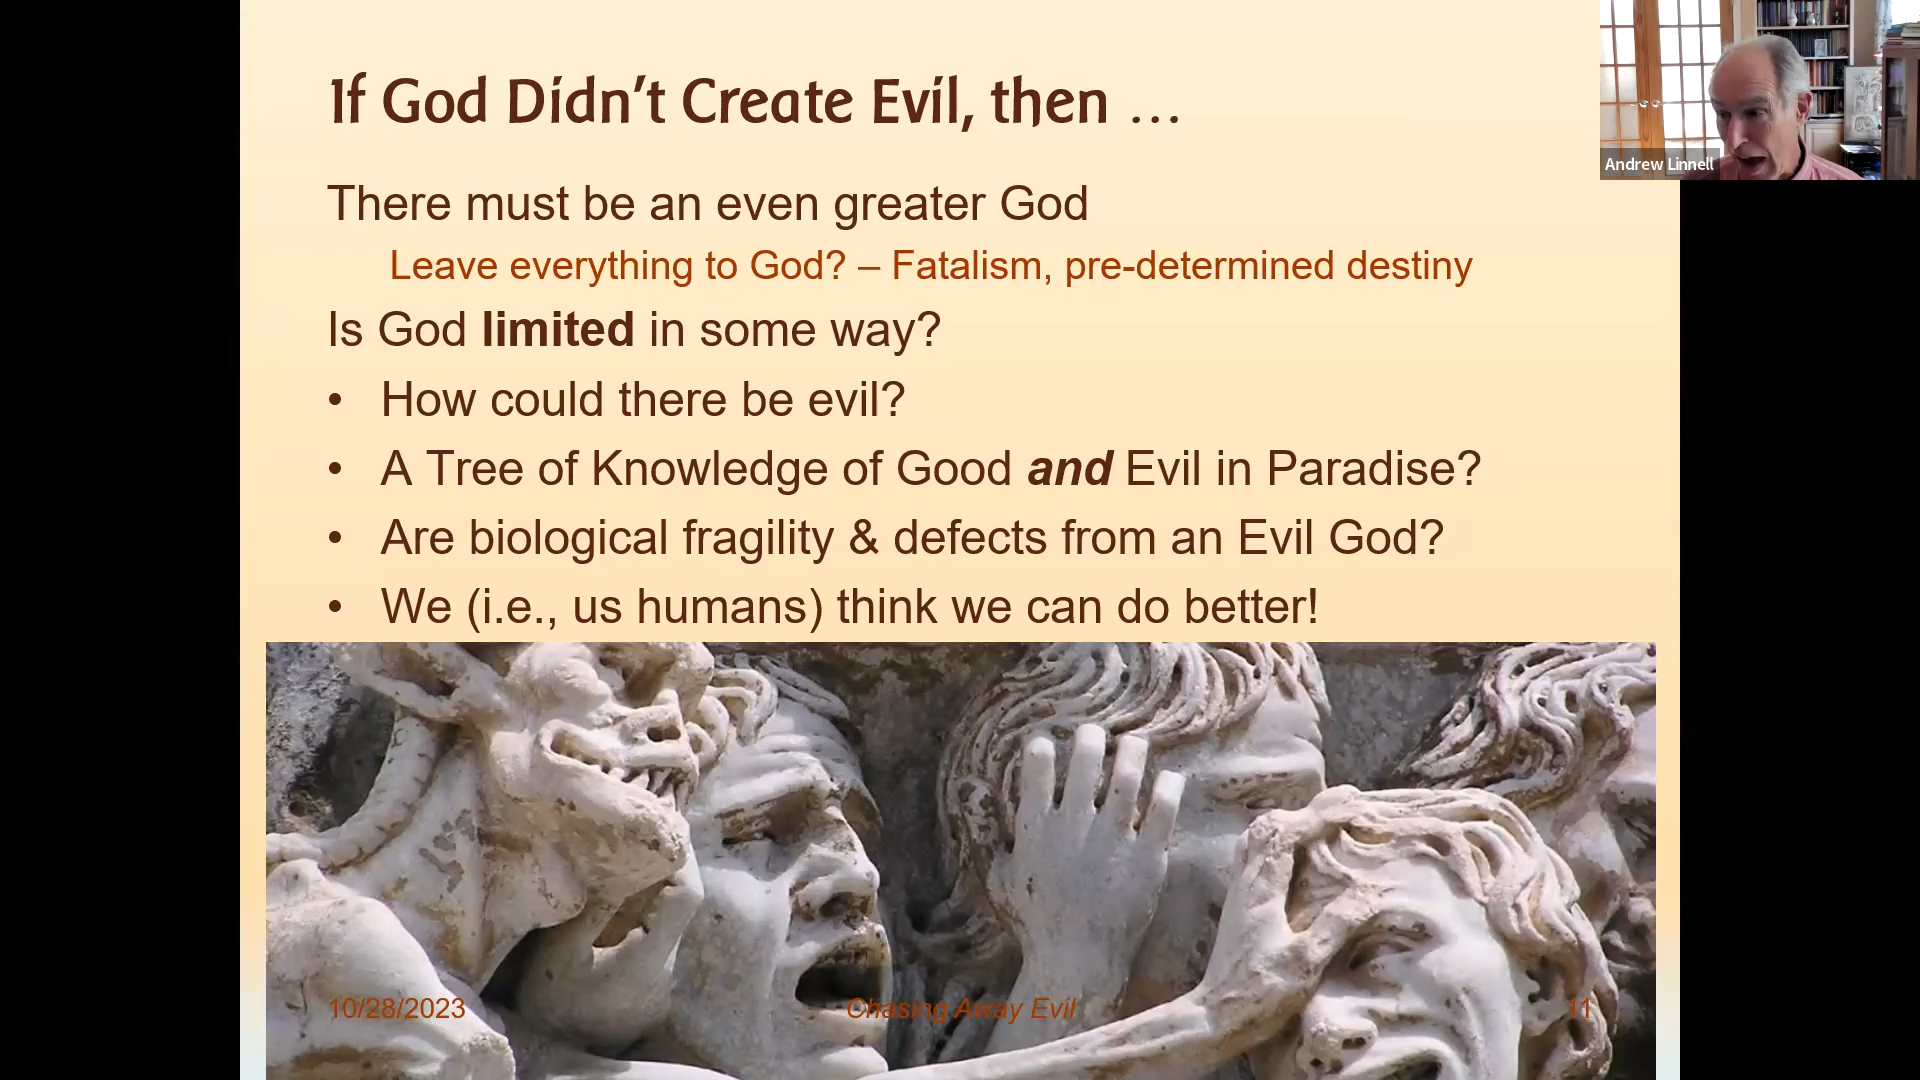 If God Didn't Create Evil, then …
Andrew Linnell
There must be an even greater God
Leave everything to God? – Fatalism, pre-determined destiny
Is God limited in some way?
• How could there be evil?
• A Tree of Knowledge of Good and Evil in Paradise?
• Are biological fragility & defects from an Evil God?
• We (i.e., us humans) think we can do better!
10/28/2023
Chasing Away Evil
11